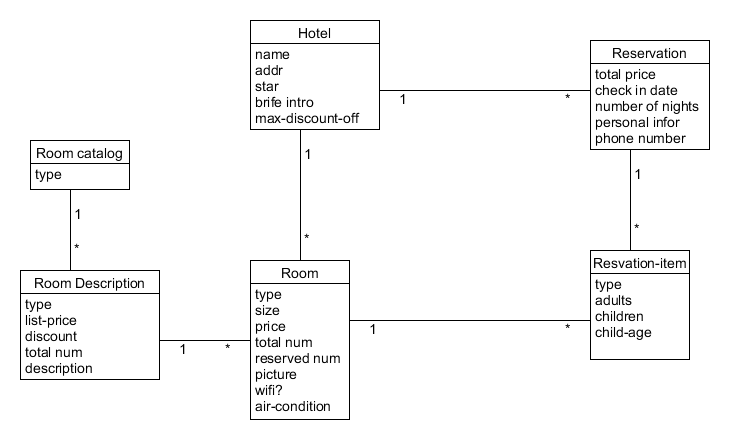 Hotel
name
addr
star
brife intro
max-discount-off
Reservation
total price
check in date
number of nights
personal infor
phone number
1
*
Room catalog
type
1
*
1
*
1
*
Room Description
type
list-price
discount
total num
description
1
*
Room
type
size
price
total num
reserved num
picture
wifi?
air-condition
1
*
Resvation-item
type
adults
children
child-age